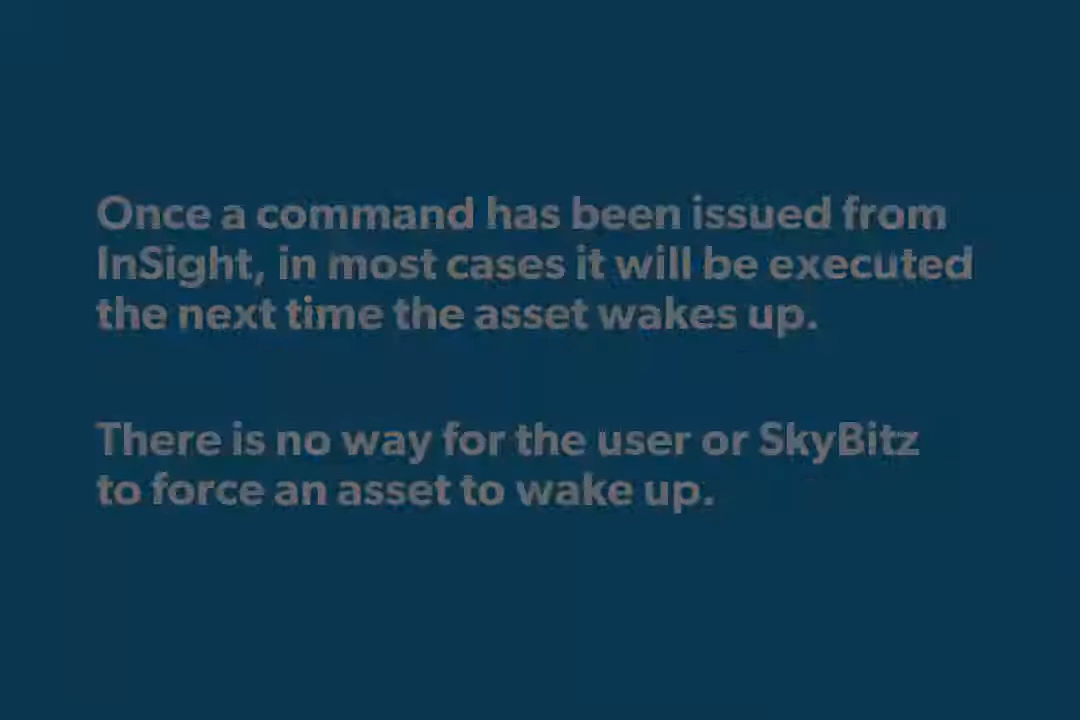 Once a command has been issued from
InSight, in most cases it will be executed
the next time the asset wakes up.
There is no way for the user or SkyBitz
to force an asset to wake up.